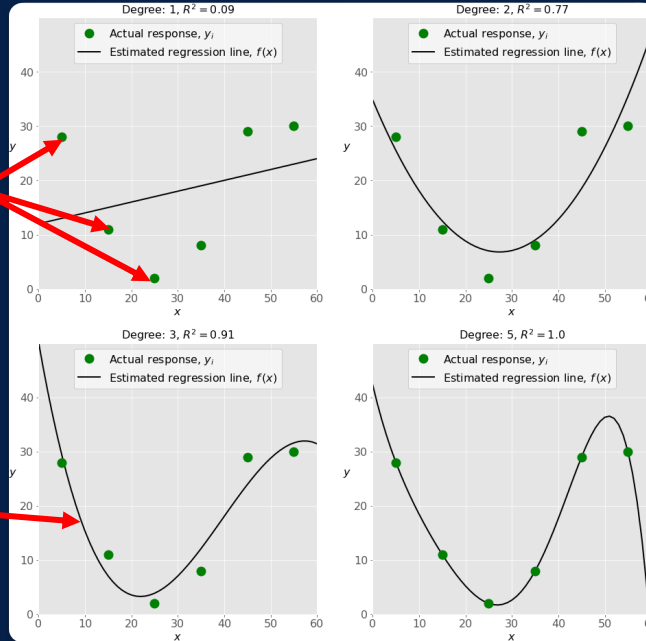 Degree: 1, R² = 0.09
Actual response, yᵢ
Estimated regression line, f(x)
y
40
30
20
10
0
0 10 20 30 40 50 60
x
Degree: 2, R² = 0.77
Actual response, yᵢ
Estimated regression line, f(x)
y
40
30
20
10
0
0 10 20 30 40 50 60
x
Degree: 3, R² = 0.91
Actual response, yᵢ
Estimated regression line, f(x)
y
40
30
20
10
0
0 10 20 30 40 50 60
x
Degree: 5, R² = 1.0
Actual response, yᵢ
Estimated regression line, f(x)
y
40
30
20
10
0
0 10 20 30 40 50 60
x